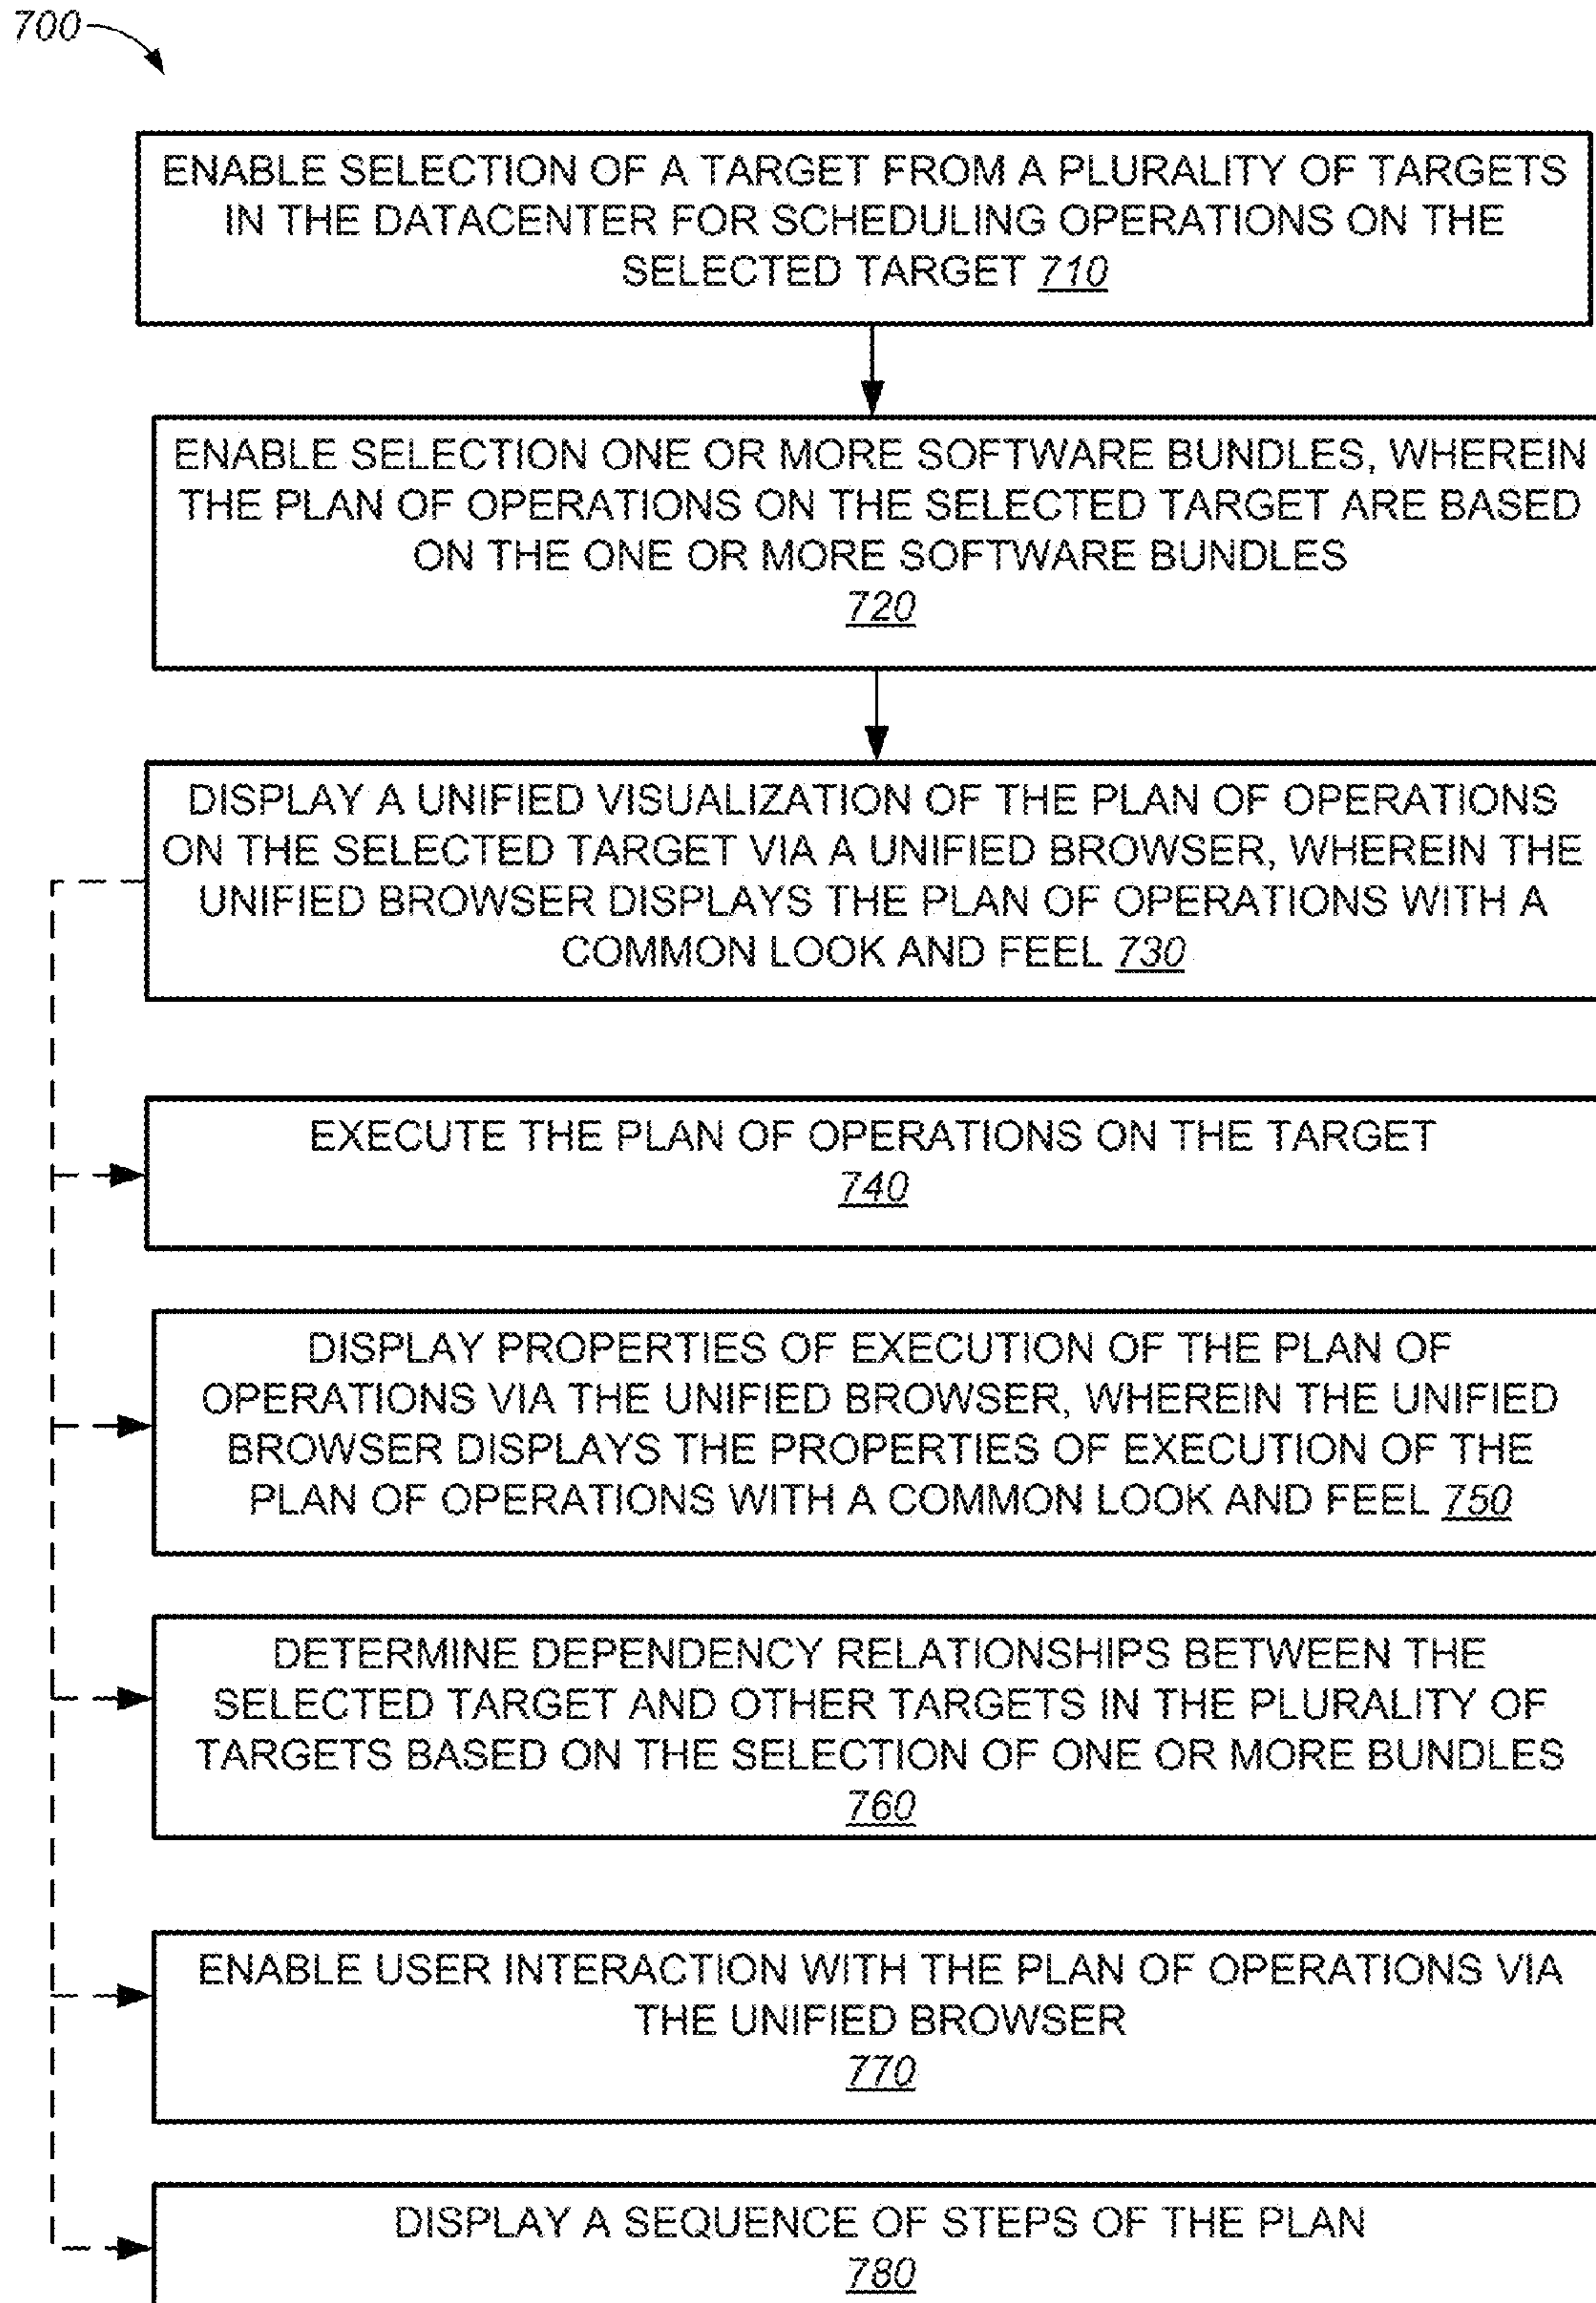 700
ENABLE SELECTION OF A TARGET FROM A PLURALITY OF TARGETS
IN THE DATACENTER FOR SCHEDULING OPERATIONS ON THE
SELECTED TARGET 710
ENABLE SELECTION ONE OR MORE SOFTWARE BUNDLES, WHEREIN
THE PLAN OF OPERATIONS ON THE SELECTED TARGET ARE BASED
ON THE ONE OR MORE SOFTWARE BUNDLES
720
DISPLAY A UNIFIED VISUALIZATION OF THE PLAN OF OPERATIONS
ON THE SELECTED TARGET VIA A UNIFIED BROWSER, WHEREIN THE
UNIFIED BROWSER DISPLAYS THE PLAN OF OPERATIONS WITH A
COMMON LOOK AND FEEL 730
EXECUTE THE PLAN OF OPERATIONS ON THE TARGET
740
DISPLAY PROPERTIES OF EXECUTION OF THE PLAN OF
OPERATIONS VIA THE UNIFIED BROWSER, WHEREIN THE UNIFIED
BROWSER DISPLAYS THE PROPERTIES OF EXECUTION OF THE
PLAN OF OPERATIONS WITH A COMMON LOOK AND FEEL 750
DETERMINE DEPENDENCY RELATIONSHIPS BETWEEN THE
SELECTED TARGET AND OTHER TARGETS IN THE PLURALITY OF
TARGETS BASED ON THE SELECTION OF ONE OR MORE BUNDLES
760
ENABLE USER INTERACTION WITH THE PLAN OF OPERATIONS VIA
THE UNIFIED BROWSER
770
DISPLAY A SEQUENCE OF STEPS OF THE PLAN
780